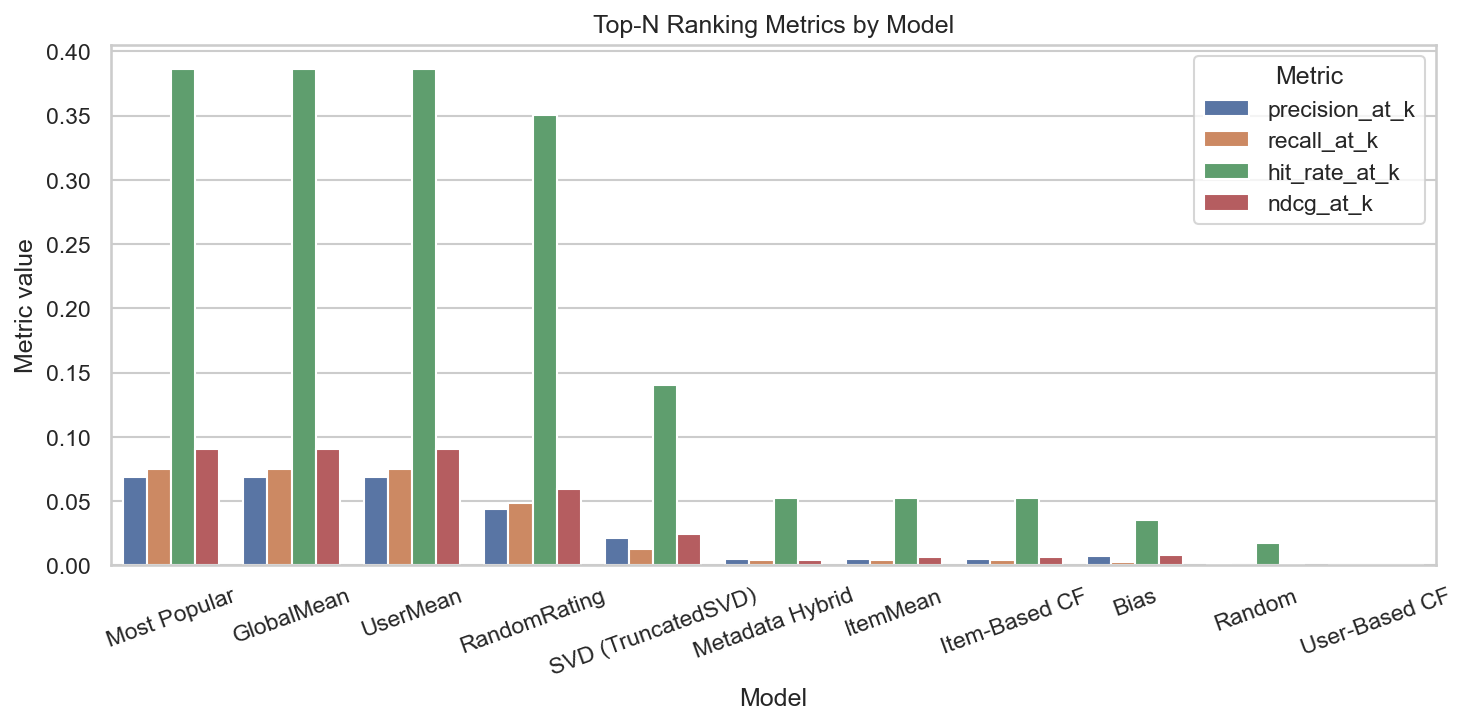 Top-N Ranking Metrics by Model
Metric value
0.40
0.35
0.30
0.25
0.20
0.15
0.10
0.05
0.00
Metric
precision_at_k
recall_at_k
hit_rate_at_k
ndcg_at_k
Most Popular
GlobalMean
UserMean
RandomRating
SVD (TruncatedSVD)
Metadata Hybrid
ItemMean
Item-Based CF
Bias
Random
User-Based CF
Model